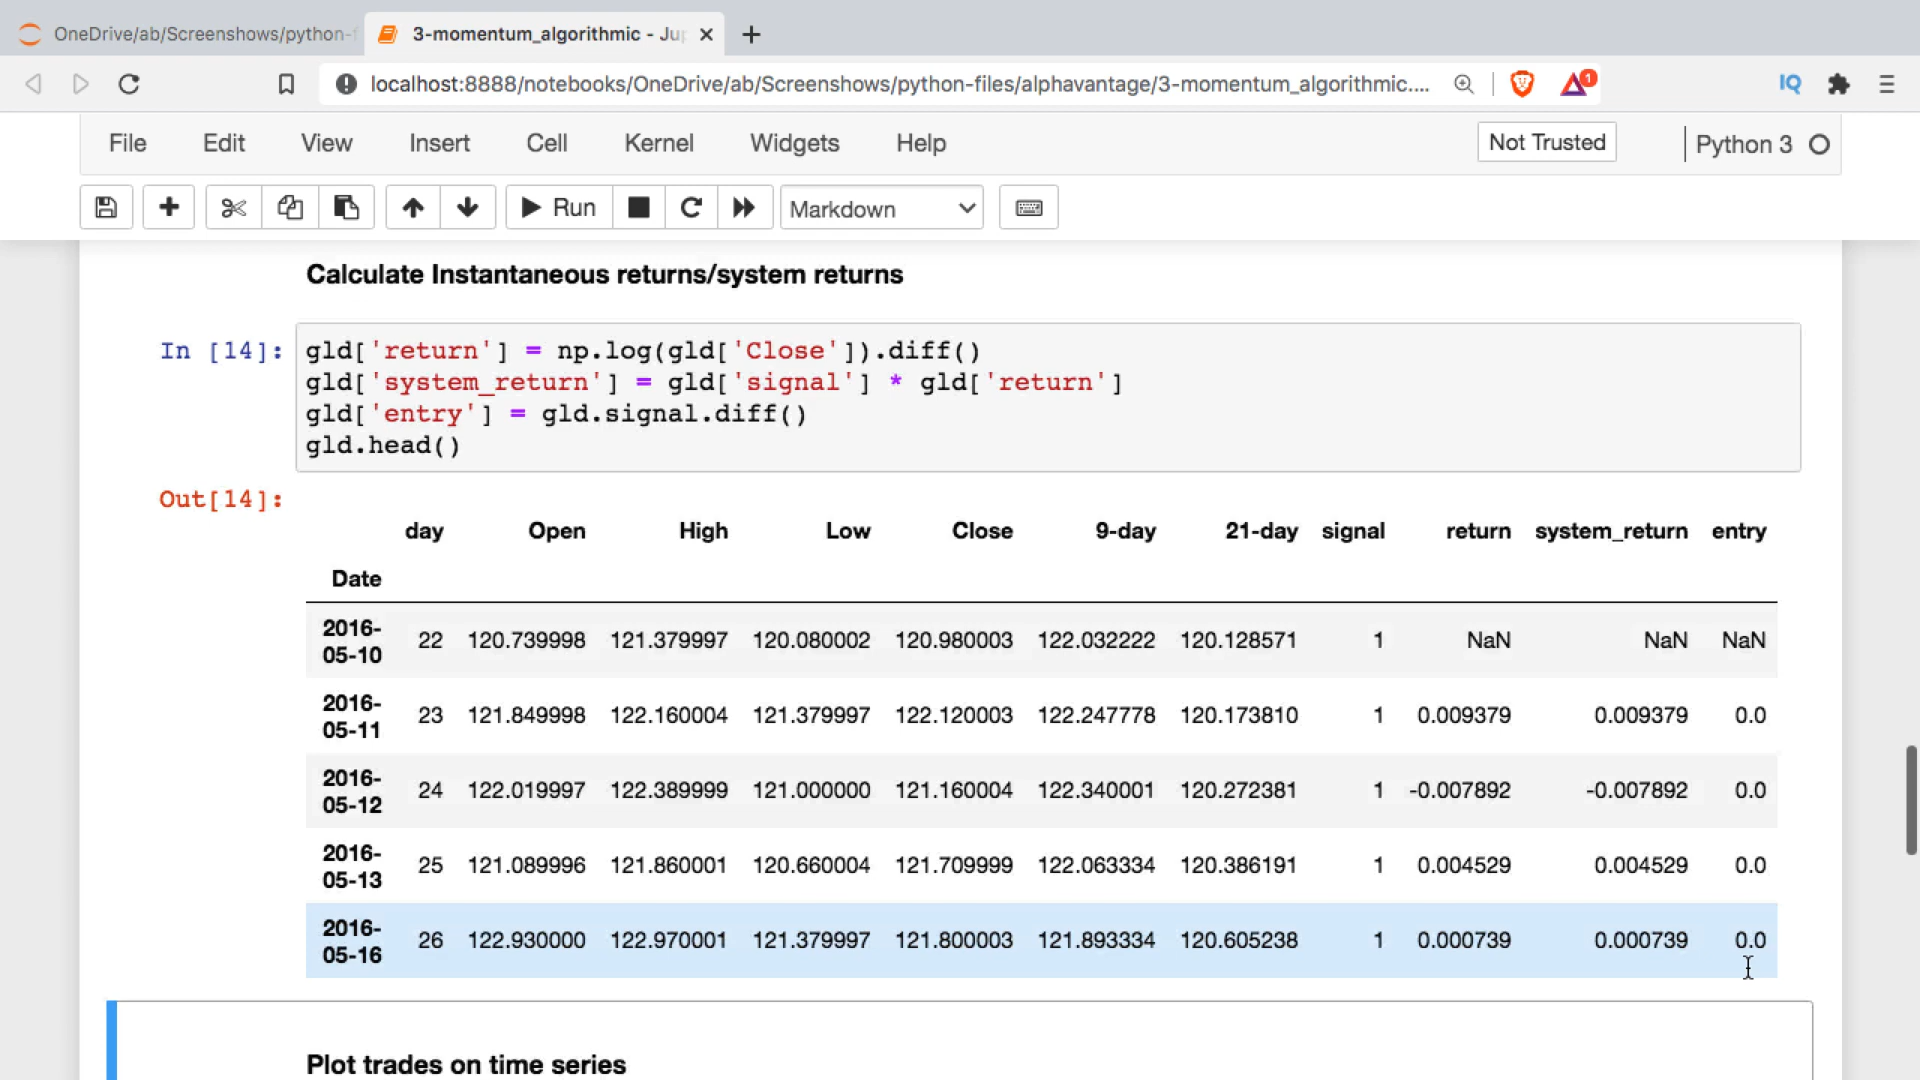 OneDrive/ab/Screenshows/python-f
3-momentum_algorithmic - Jup
localhost:8888/notebooks/OneDrive/ab/Screenshows/python-files/alphavantage/3-momentum_algorithmic....
1
IQ
File Edit View Insert Cell Kernel Widgets Help Not Trusted Python 3
Run Markdown
Calculate Instantaneous returns/system returns
In [14]: gld['return'] = np.log(gld['Close']).diff()
gld['system_return'] = gld['signal'] * gld['return']
gld['entry'] = gld.signal.diff()
gld.head()
Out[14]:
day Open High Low Close 9-day 21-day signal return system_return entry
Date
2016-
05-10 22 120.739998 121.379997 120.080002 120.980003 122.032222 120.128571 1 NaN NaN NaN
2016-
05-11 23 121.849998 122.160004 121.379997 122.120003 122.247778 120.173810 1 0.009379 0.009379 0.0
2016-
05-12 24 122.019997 122.389999 121.000000 121.160004 122.340001 120.272381 1 -0.007892 -0.007892 0.0
2016-
05-13 25 121.089996 121.860001 120.660004 121.709999 122.063334 120.386191 1 0.004529 0.004529 0.0
2016-
05-16 26 122.930000 122.970001 121.379997 121.800003 121.893334 120.605238 1 0.000739 0.000739 0.0
Plot trades on time series